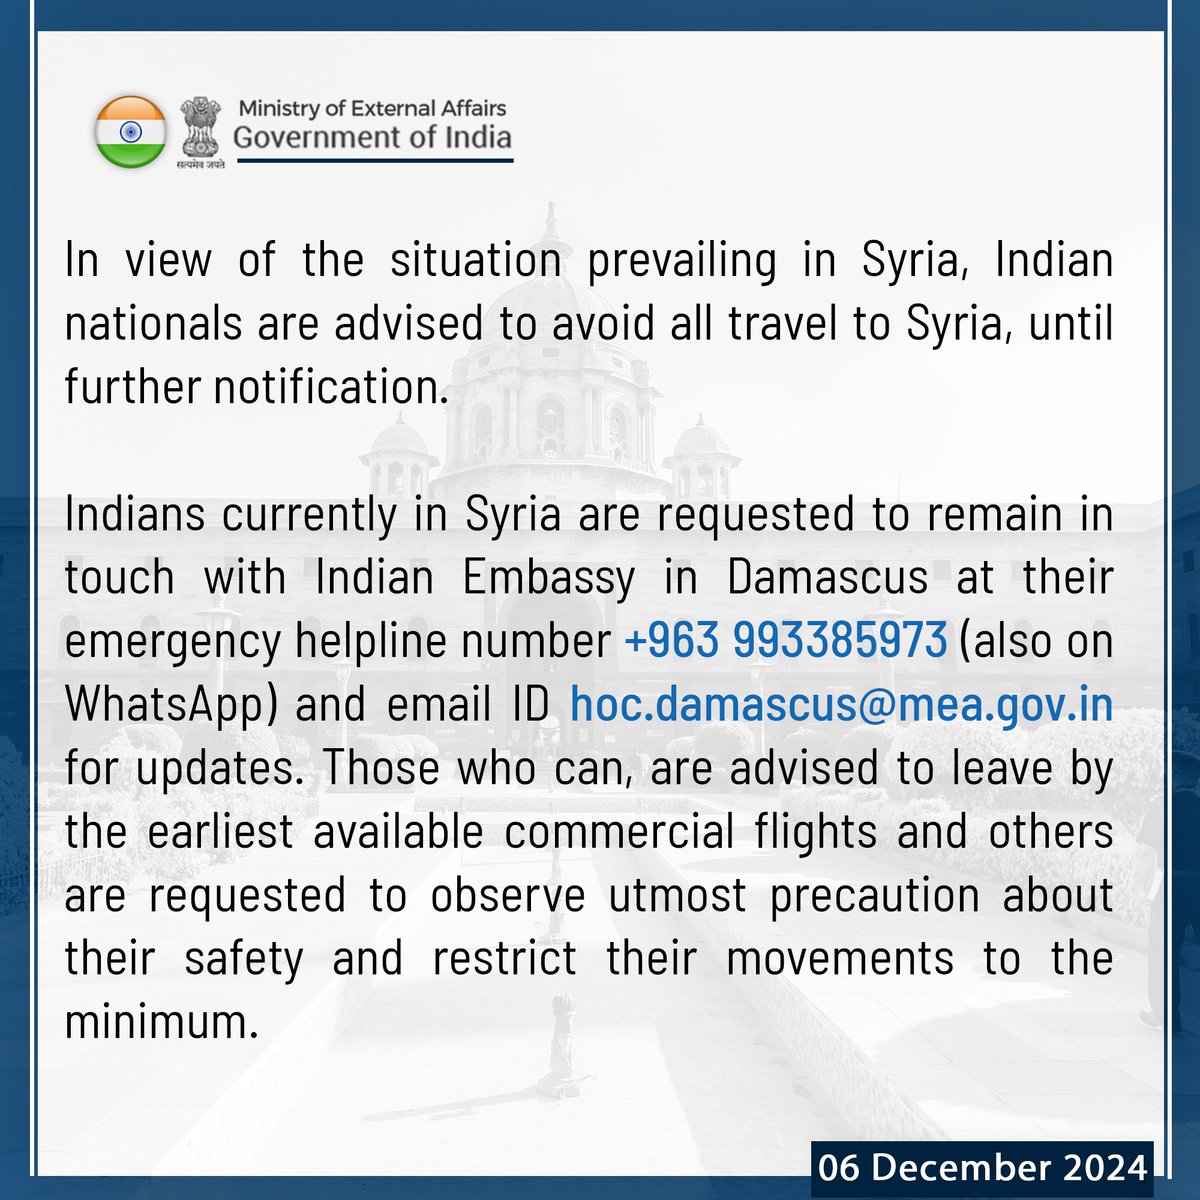 Ministry of External Affairs
Government of India
सत्यमेव जयते
In view of the situation prevailing in Syria, Indian
nationals are advised to avoid all travel to Syria, until
further notification.
Indians currently in Syria are requested to remain in
touch with Indian Embassy in Damascus at their
emergency helpline number +963 993385973 (also on
WhatsApp) and email ID hoc.damascus@mea.gov.in
for updates. Those who can, are advised to leave by
the earliest available commercial flights and others
are requested to observe utmost precaution about
their safety and restrict their movements to the
minimum.
06 December 2024